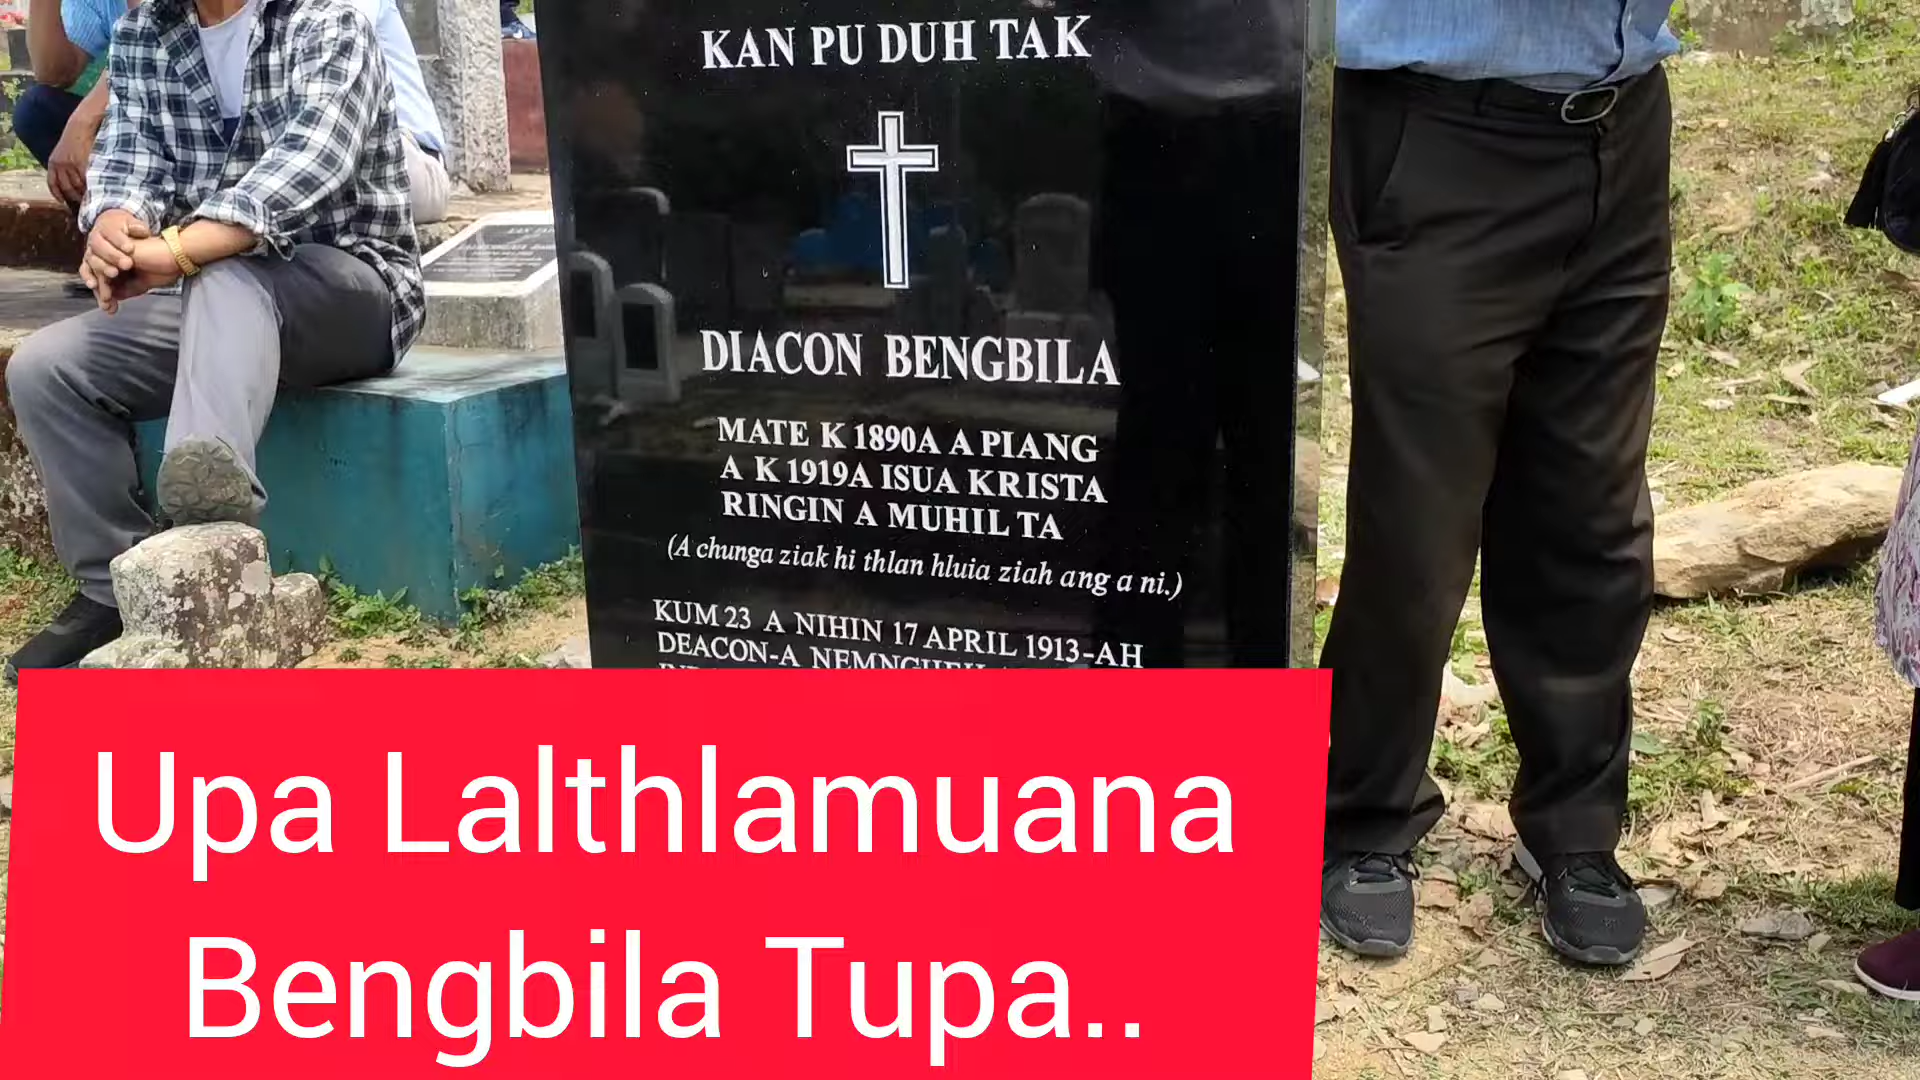 KAN PU DUH TAK
DIACON BENGBILA
MATE K 1890A A PIANG
A K 1919A ISUA KRISTA
RINGIN A MUHIL TA
(A chunga ziak hi thlan hluia ziah ang a ni.)
KUM 23 A NIHIN 17 APRIL 1913-AH
DEACON-A
Upa Lalthlamuana
Bengbila Tupa..